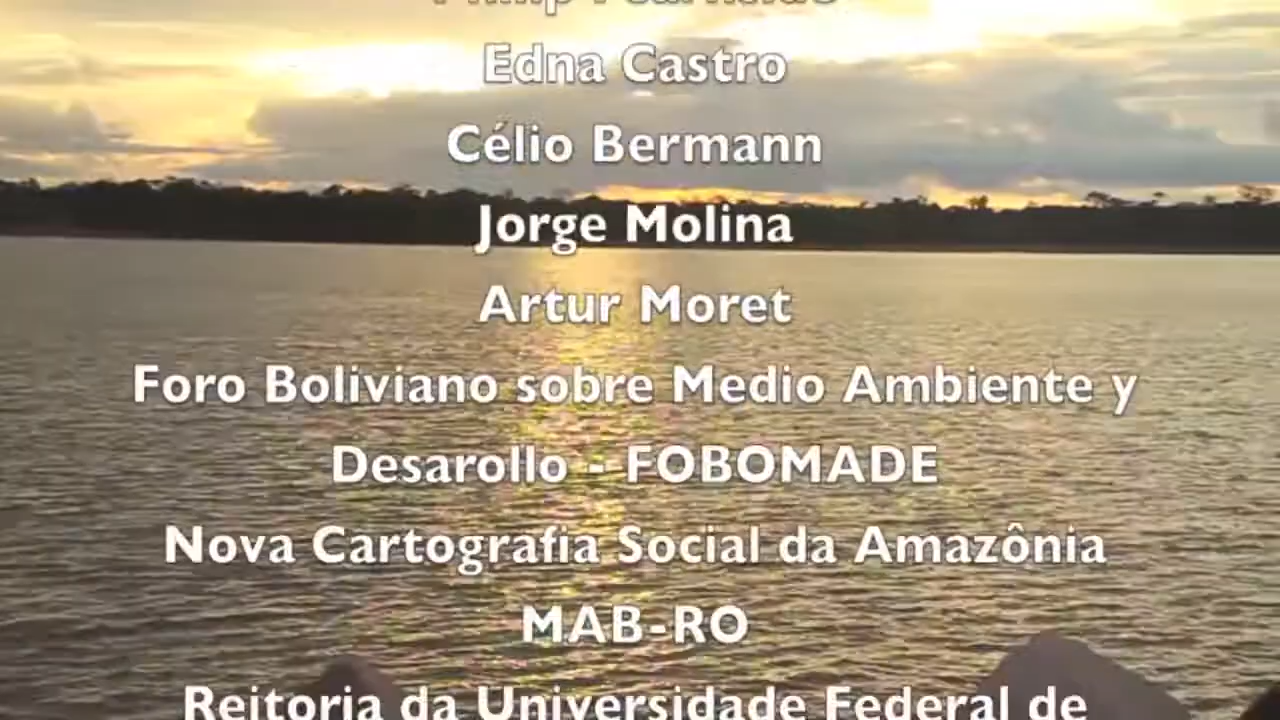 Edna Castro
Célio Bermann
Jorge Molina
Artur Moret
Foro Boliviano sobre Medio Ambiente y
Desarollo - FOBOMADE
Nova Cartografia Social da Amazônia
MAB-RO
Reitoria da Universidade Federal de